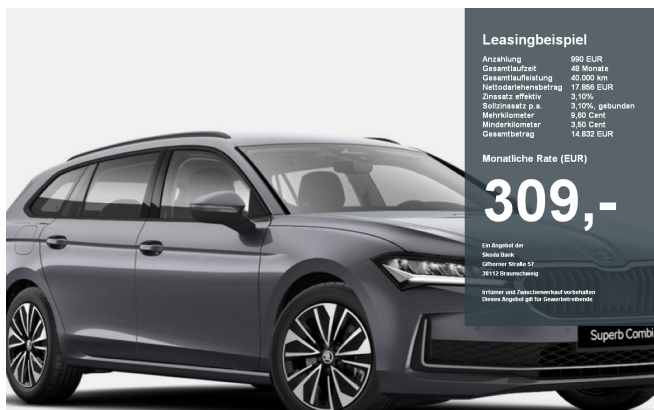 Leasingbeispiel
Anzahlung 990 EUR
Gesamtlaufzeit 48 Monate
Gesamtlaufleistung 40.000 km
Nettodarlehensbetrag 17.856 EUR
Zinssatz effektiv 3,10%
Sollzinssatz p.a. 3,10%, gebunden
Mehrkilometer 9,60 Cent
Minderkilometer 3,60 Cent
Gesamtbetrag 14.832 EUR
Monatliche Rate (EUR)
309,-
Ein Angebot der
Skoda Bank
Gifhorner Straße 57
38112 Braunschweig
Irrtümer und Zwischenverkauf vorbehalten
Dieses Angebot gilt für Gewerbetreibende
Superb Combi